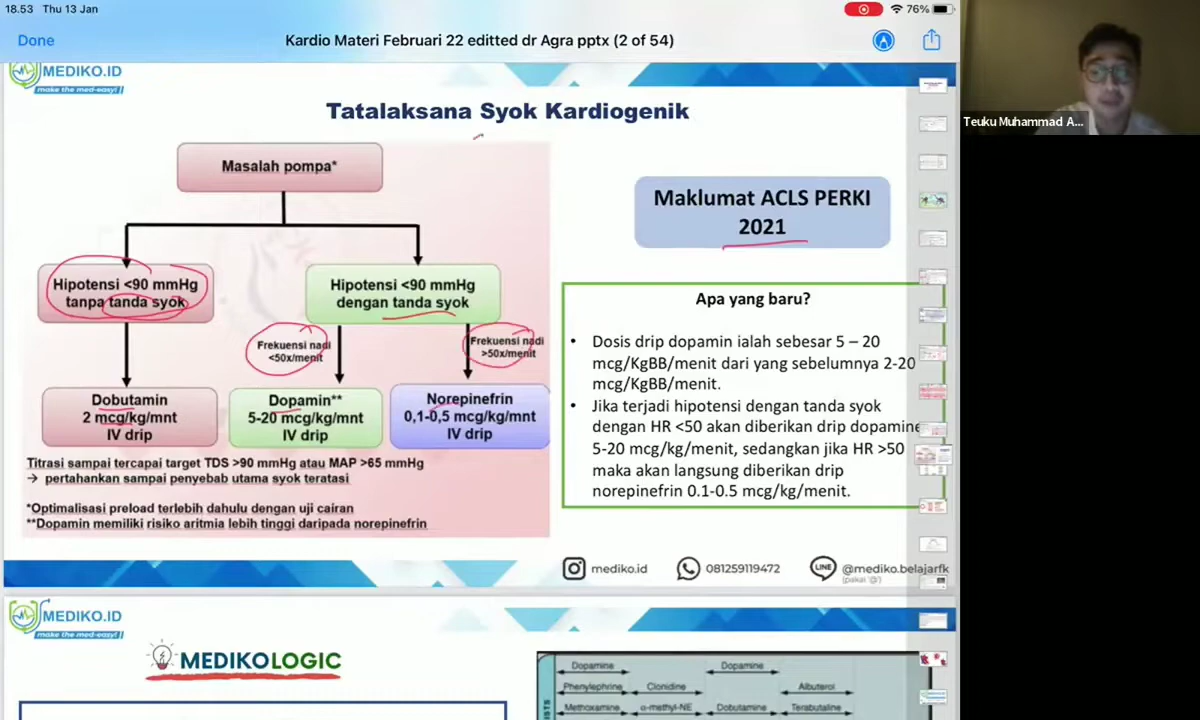 18.53 Thu 13 Jan
76%
Done
Kardio Materi Februari 22 editted dr Agra pptx (2 of 54)
MEDIKO.ID
make the med-easy!
Tatalaksana Syok Kardiogenik
Masalah pompa*
Hipotensi <90 mmHg
tanpa tanda syok
Hipotensi <90 mmHg
dengan tanda syok
Frekuensi nadi
<50x/menit
Frekuensi nadi
>50x/menit
Dobutamin
2 mcg/kg/mnt
IV drip
Dopamin**
5-20 mcg/kg/mnt
IV drip
Norepinefrin
0,1-0,5 mcg/kg/mnt
IV drip
Titrasi sampai tercapai target TDS >90 mmHg atau MAP >65 mmHg
→ pertahankan sampai penyebab utama syok teratasi
*Optimalisasi preload terlebih dahulu dengan uji cairan
**Dopamin memiliki risiko aritmia lebih tinggi daripada norepinefrin
Maklumat ACLS PERKI
2021
Apa yang baru?
• Dosis drip dopamin ialah sebesar 5 – 20
mcg/KgBB/menit dari yang sebelumnya 2-20
mcg/KgBB/menit.
• Jika terjadi hipotensi dengan tanda syok
dengan HR <50 akan diberikan drip dopamine
5-20 mcg/kg/menit, sedangkan jika HR >50
maka akan langsung diberikan drip
norepinefrin 0.1-0.5 mcg/kg/menit.
mediko.id
081259119472
LINE
@mediko.belajarfk
(pakai '@')
Teuku Muhammad A...
MEDIKO.ID
make the med-easy!
MEDIKOLOGIC
Dopamine
Dopamine
Phenylephrine
Clonidine
Albuterol
Methoxamine
α-methyl-NE
Dobutamine
Terabutaline